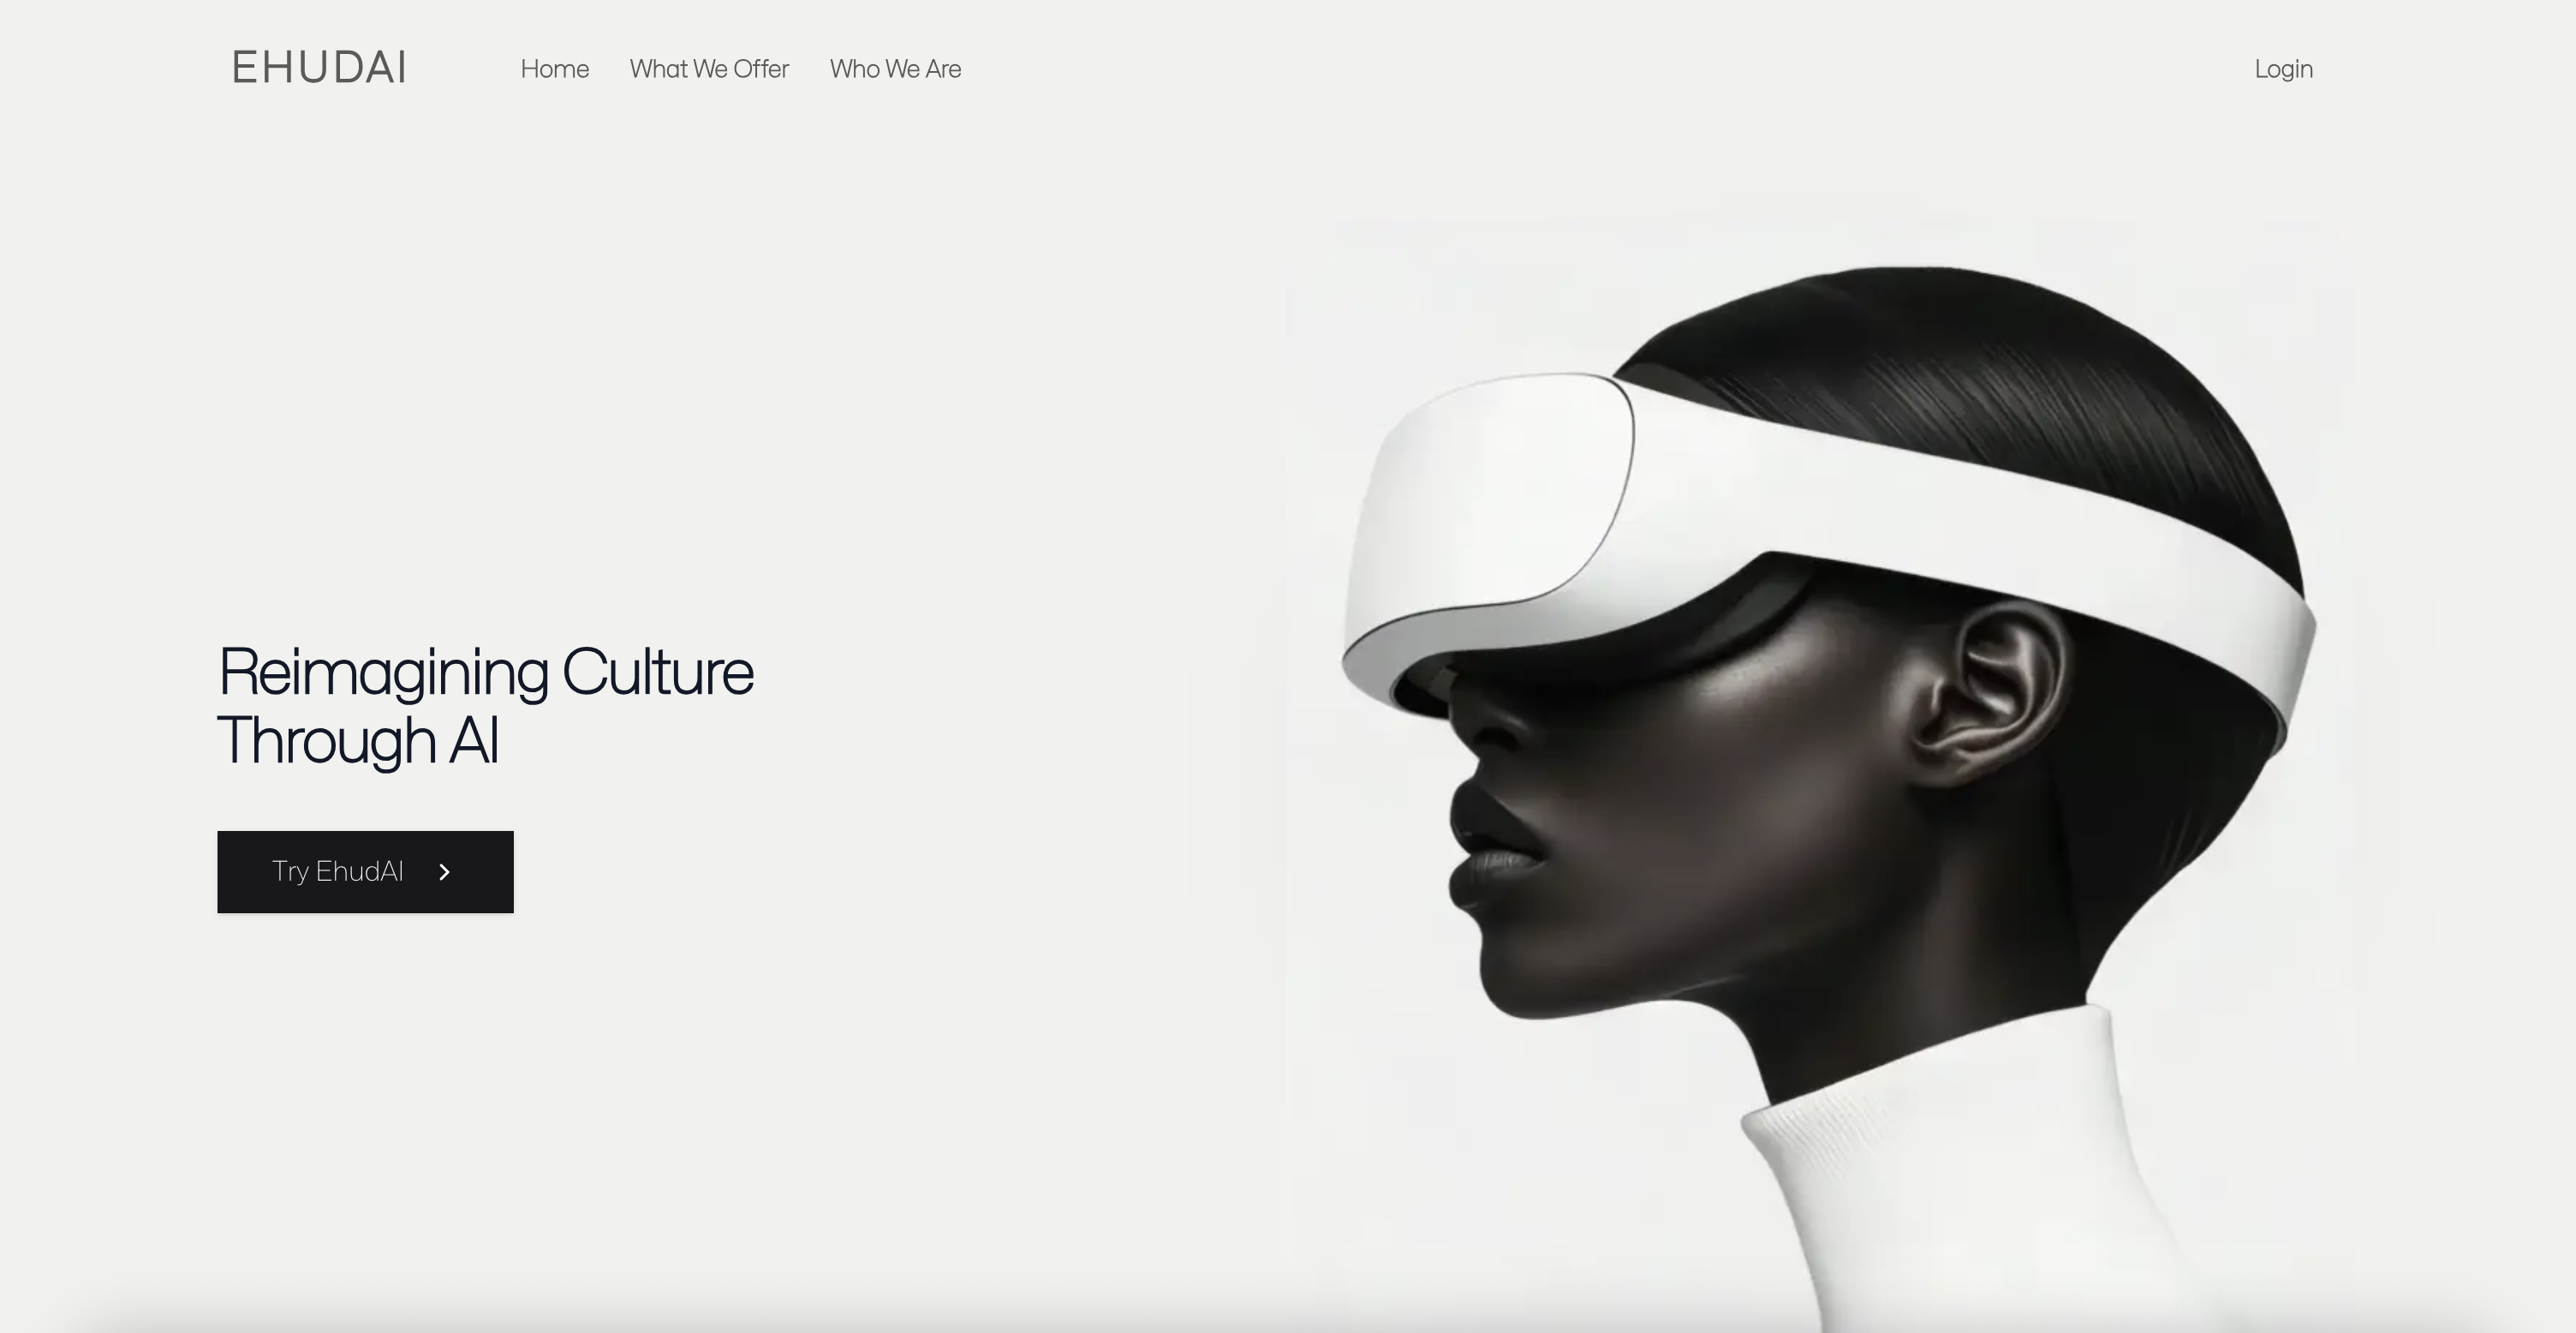 EHUDAI
Home
What We Offer
Who We Are
Login
Reimagining Culture
Through AI
Try EhudAI